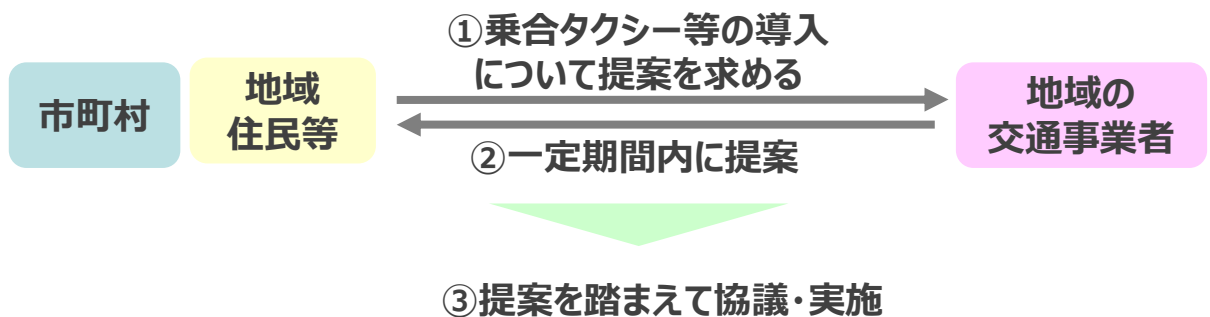 ①乗合タクシー等の導入
について提案を求める
市町村
地域
住民等
地域の
交通事業者
②一定期間内に提案
③提案を踏まえて協議・実施